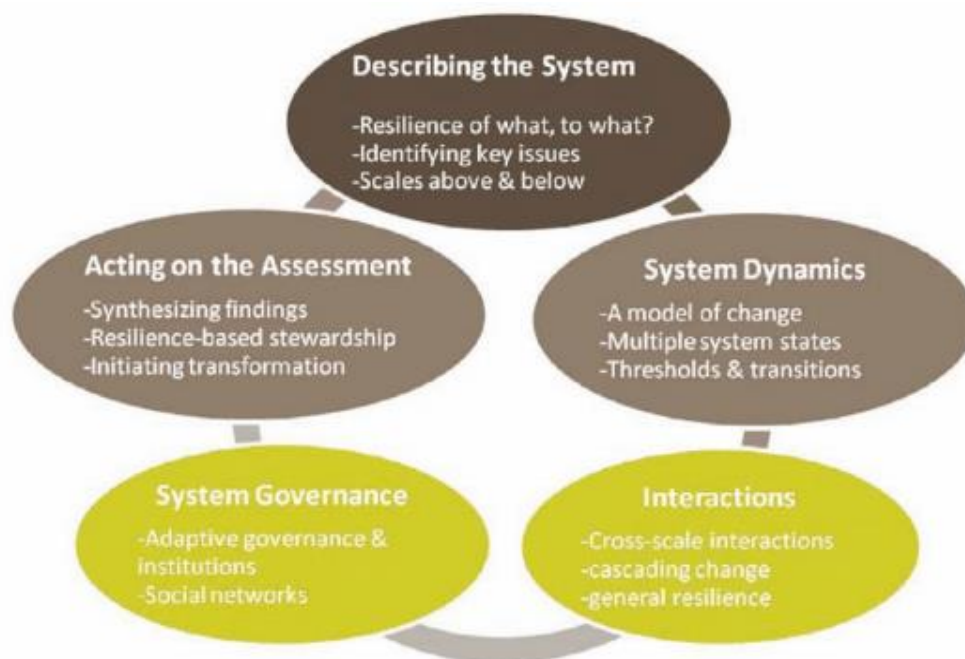 Describing the System
-Resilience of what, to what?
-Identifying key issues
-Scales above & below
Acting on the Assessment
-Synthesizing findings
-Resilience-based stewardship
-Initiating transformation
System Dynamics
-A model of change
-Multiple system states
-Thresholds & transitions
System Governance
-Adaptive governance &
institutions
-Social networks
Interactions
-Cross-scale interactions
-cascading change
-general resilience